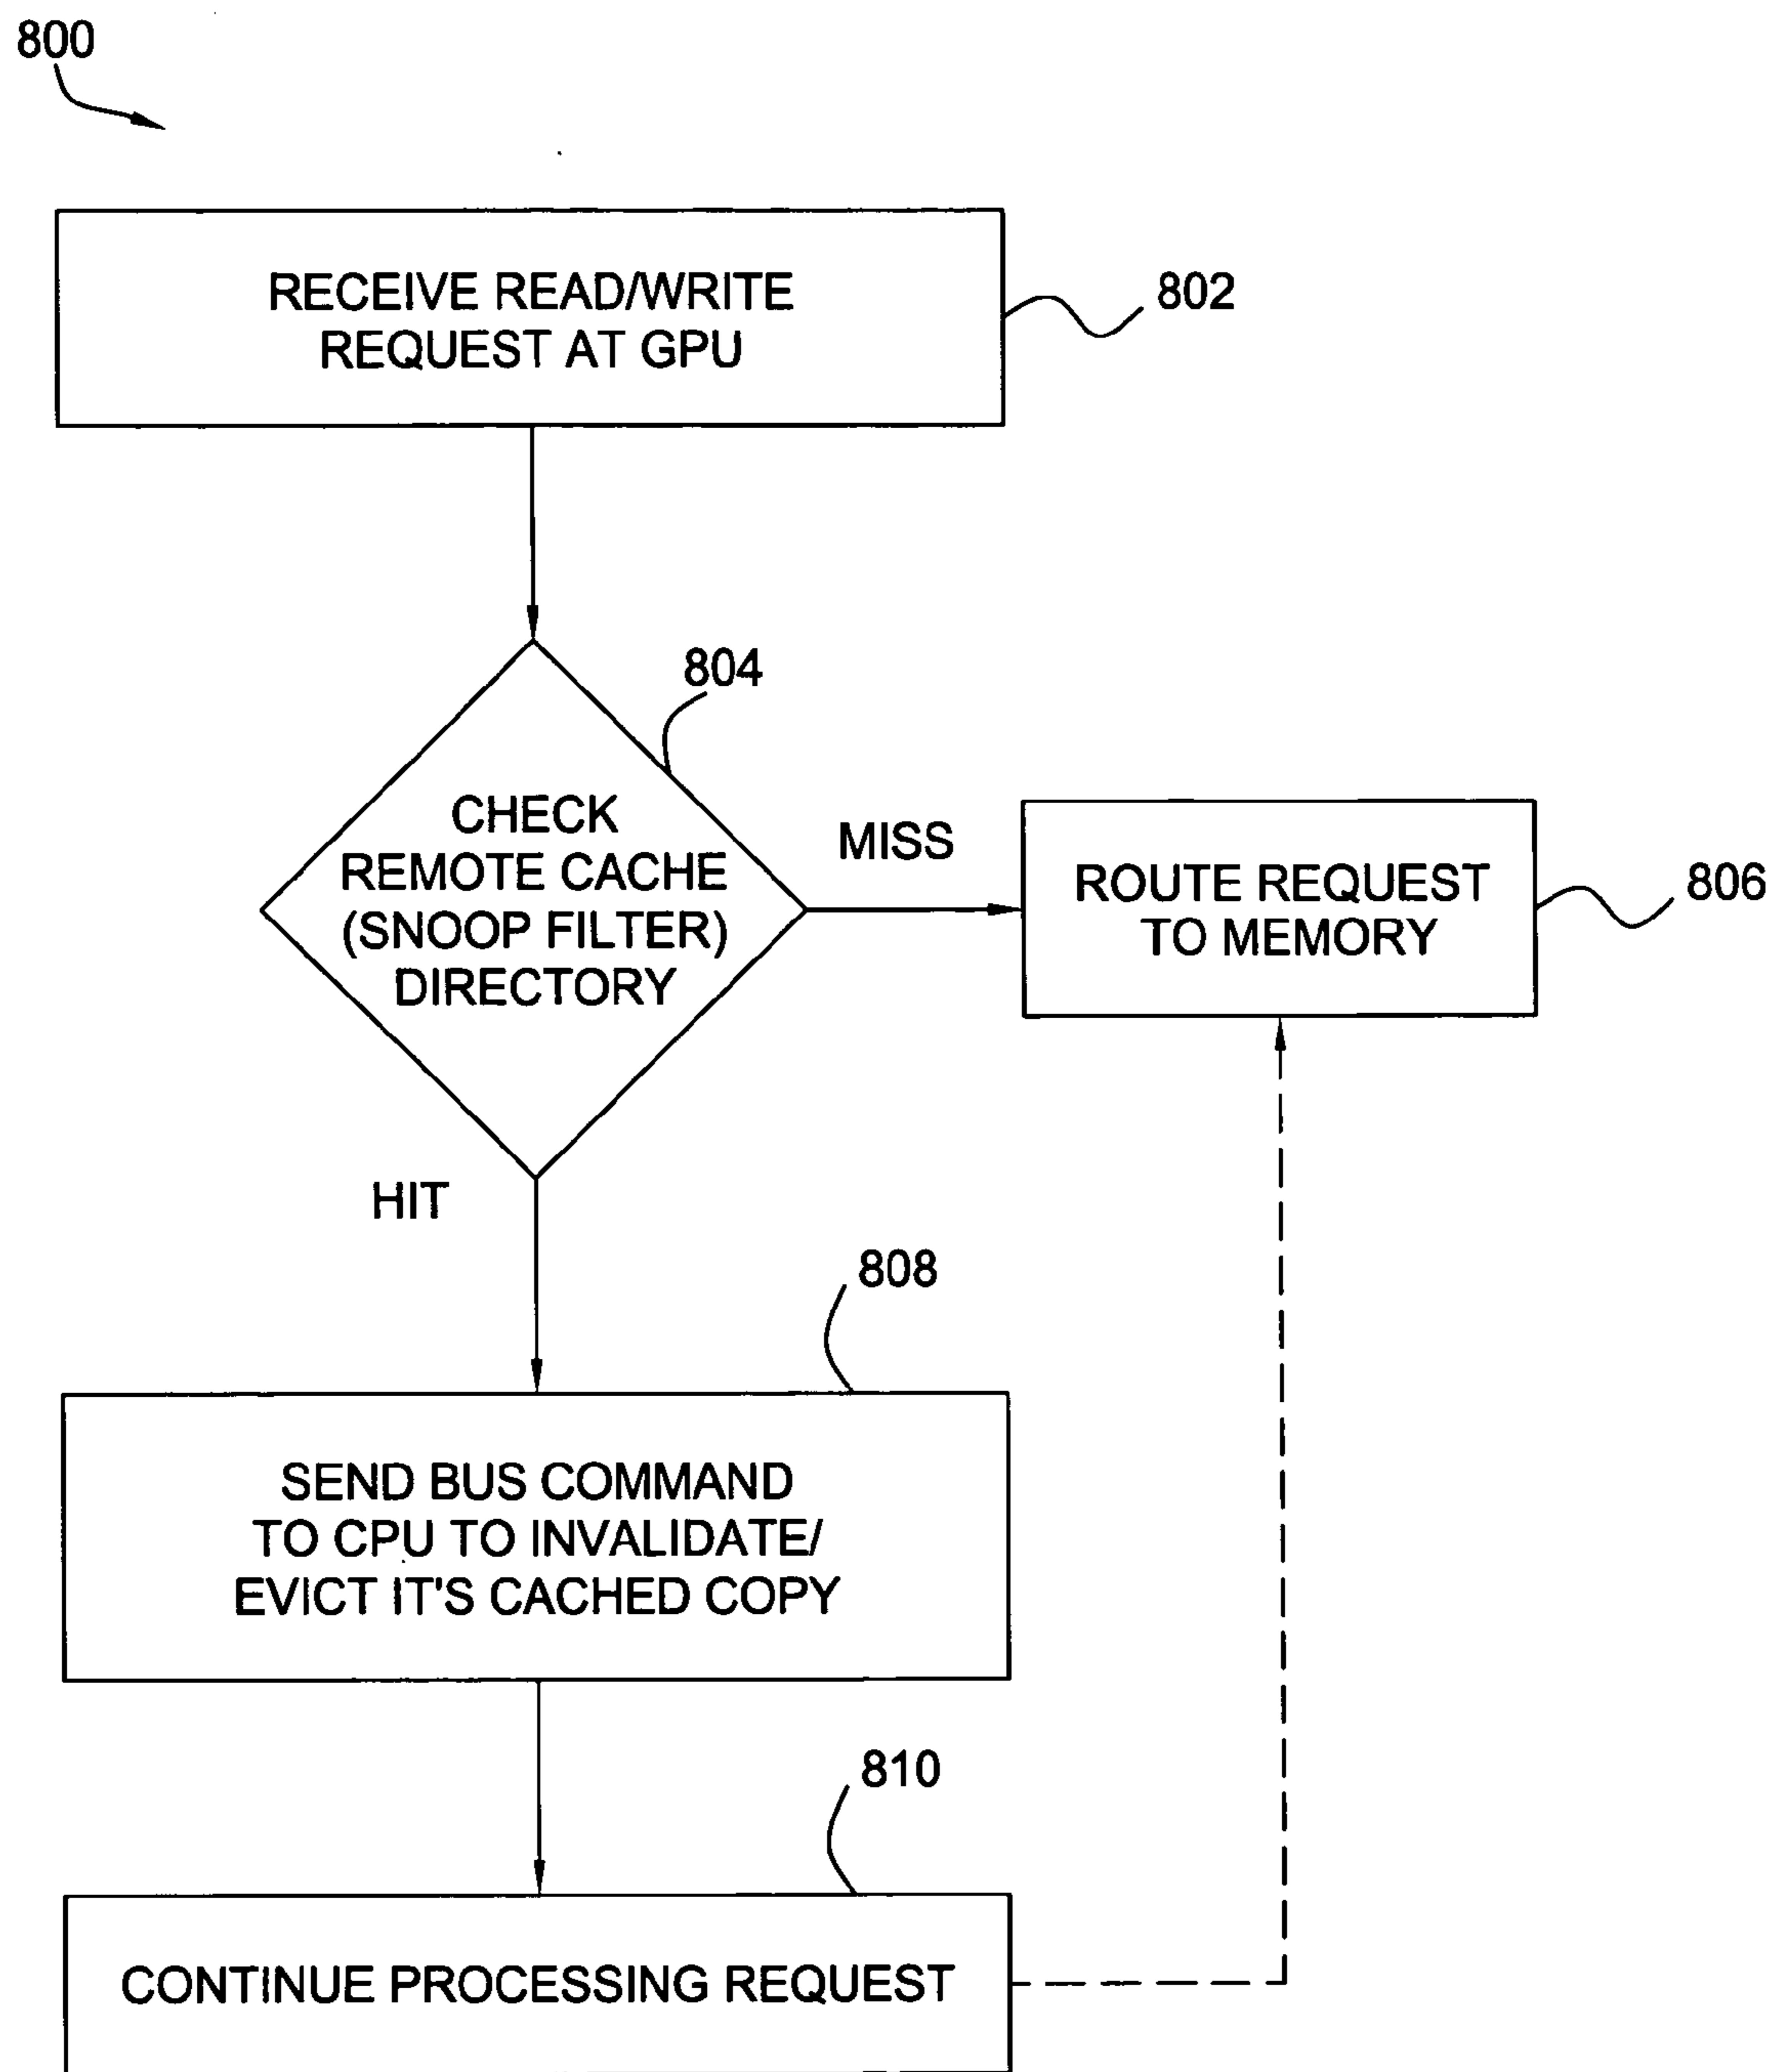 800
RECEIVE READ/WRITE
REQUEST AT GPU
802
804
CHECK
REMOTE CACHE
(SNOOP FILTER)
DIRECTORY
MISS
ROUTE REQUEST
TO MEMORY
806
HIT
808
SEND BUS COMMAND
TO CPU TO INVALIDATE/
EVICT IT'S CACHED COPY
810
CONTINUE PROCESSING REQUEST